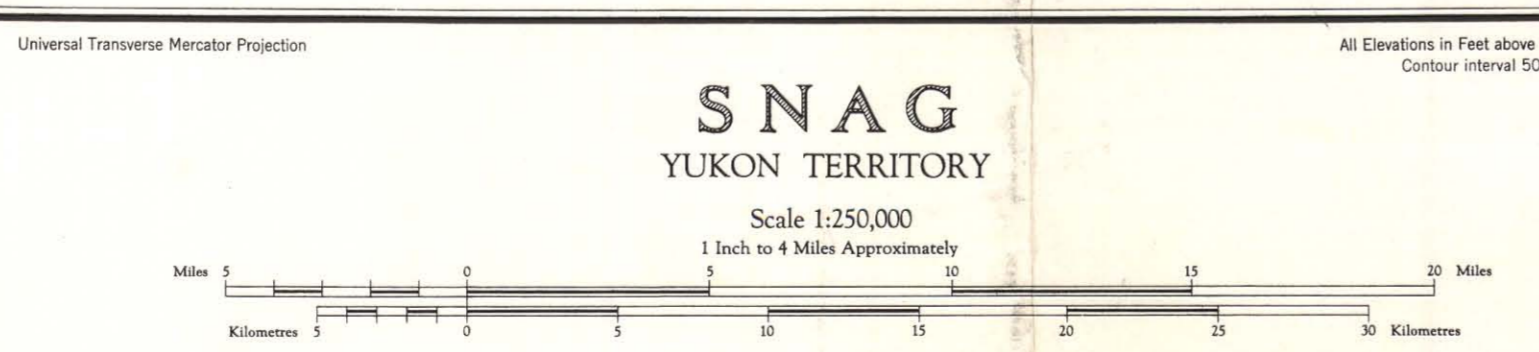 Universal Transverse Mercator Projection
All Elevations in Feet above
Contour interval 50
SNAG
YUKON TERRITORY
Scale 1:250,000
1 Inch to 4 Miles Approximately
Miles 5 0 5 10 15 20 Miles
Kilometres 5 0 5 10 15 20 25 30 Kilometres